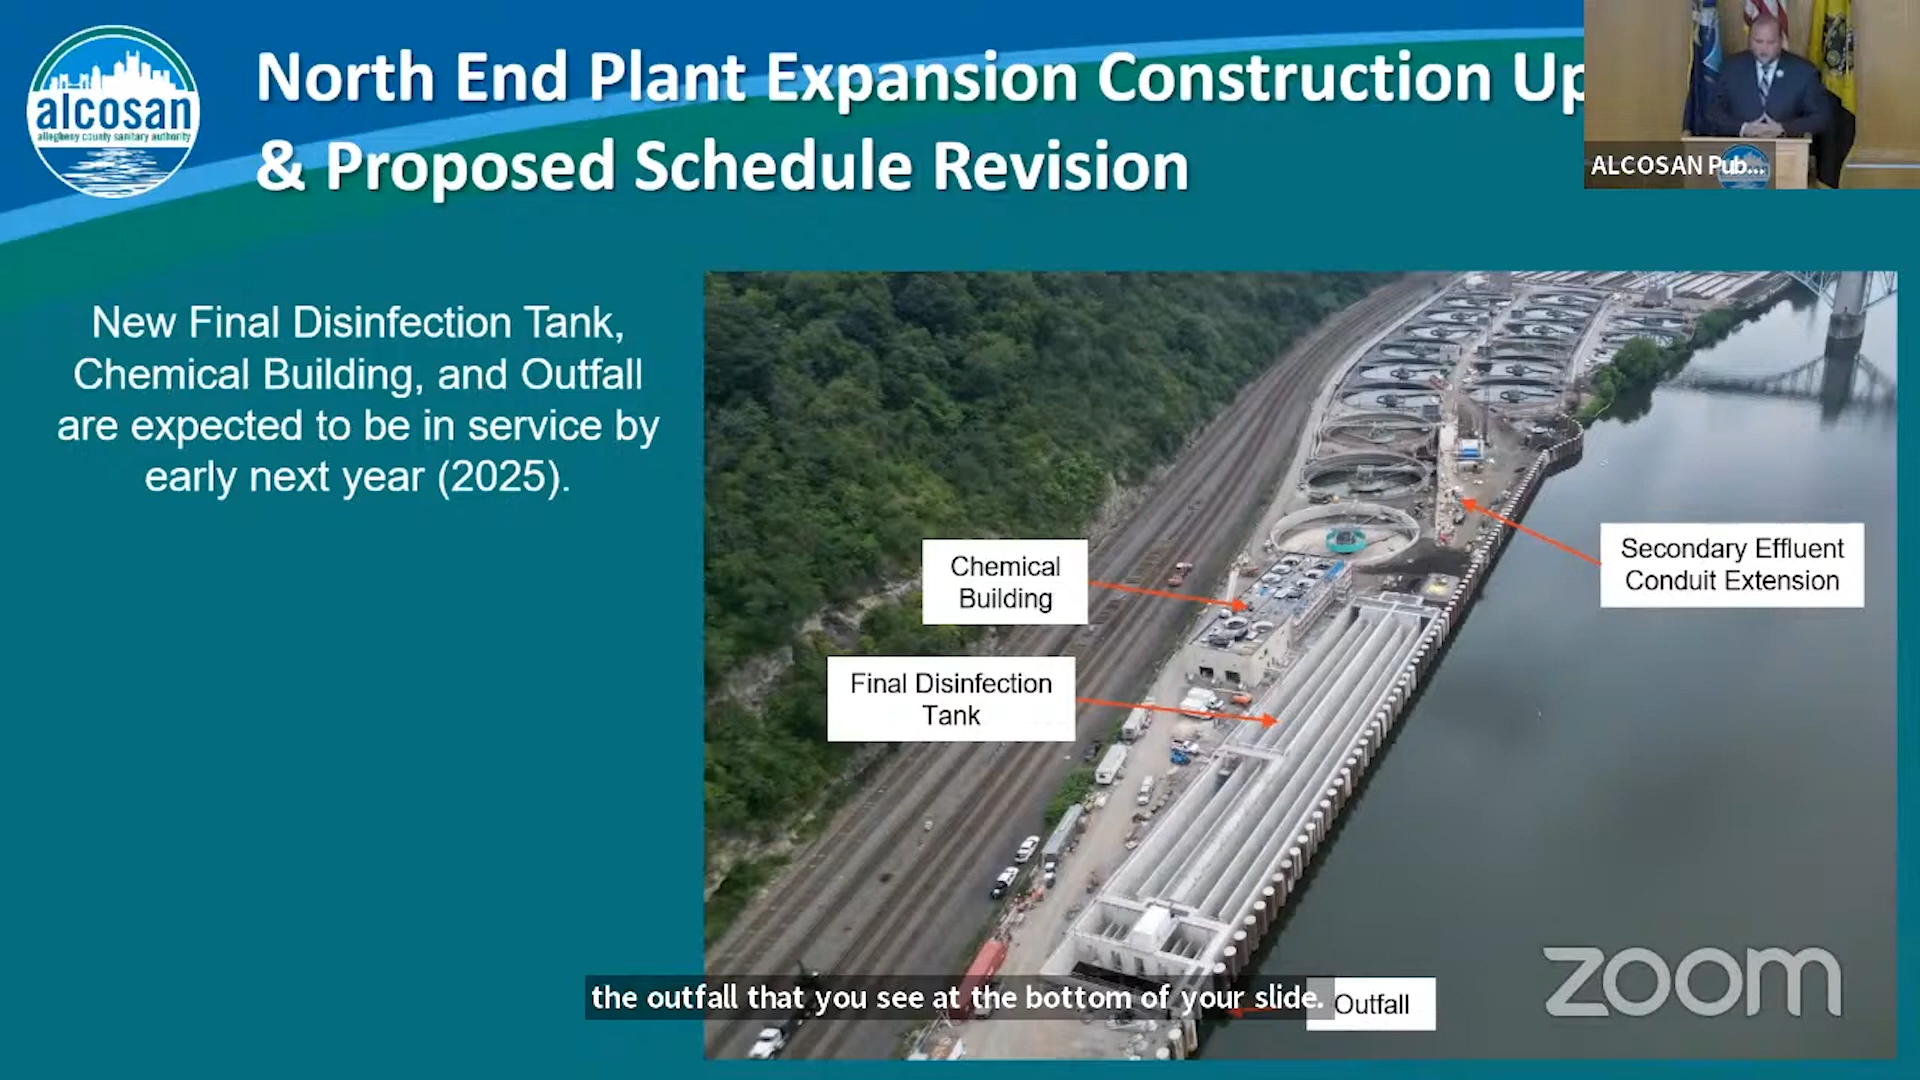 alcosan
allegheny county sanitary authority
North End Plant Expansion Construction Up
& Proposed Schedule Revision
ALCOSAN Pub...
New Final Disinfection Tank,
Chemical Building, and Outfall
are expected to be in service by
early next year (2025).
Chemical
Building
Secondary Effluent
Conduit Extension
Final Disinfection
Tank
the outfall that you see at the bottom of your slide.
Outfall
zoom